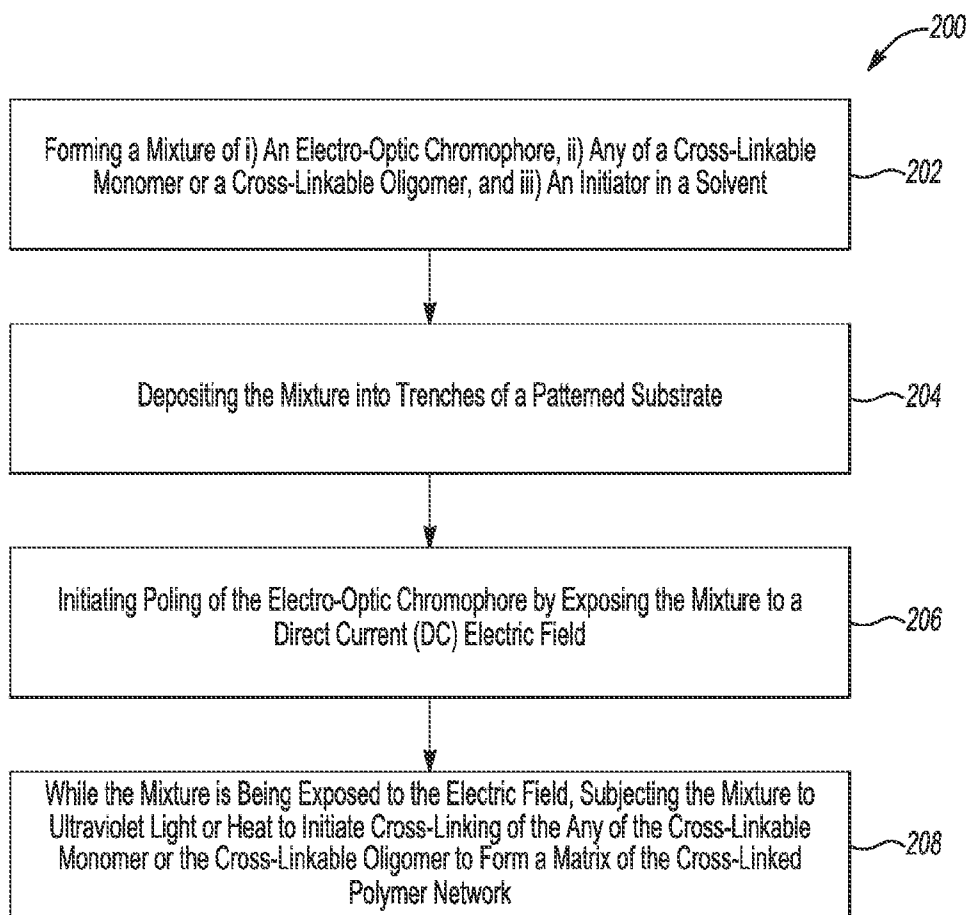 200
Forming a Mixture of i) An Electro-Optic Chromophore, ii) Any of a Cross-Linkable
Monomer or a Cross-Linkable Oligomer, and iii) An Initiator in a Solvent
202
Depositing the Mixture into Trenches of a Patterned Substrate
204
Initiating Poling of the Electro-Optic Chromophore by Exposing the Mixture to a
Direct Current (DC) Electric Field
206
While the Mixture is Being Exposed to the Electric Field, Subjecting the Mixture to
Ultraviolet Light or Heat to Initiate Cross-Linking of the Any of the Cross-Linkable
Monomer or the Cross-Linkable Oligomer to Form a Matrix of the Cross-Linked
Polymer Network
208